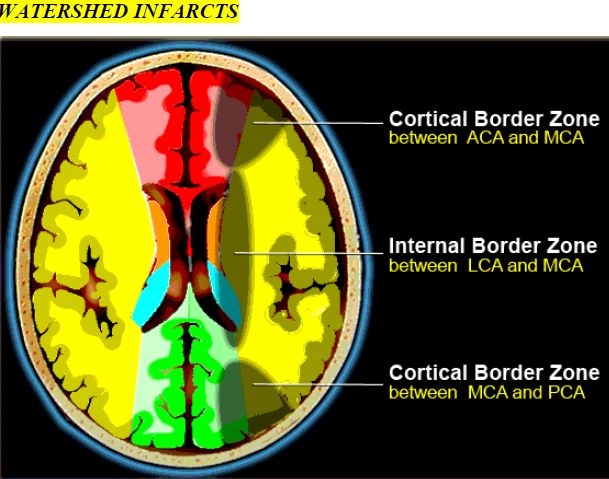 WATERSHED INFARCTS
Cortical Border Zone
between ACA and MCA
Internal Border Zone
between LCA and MCA
Cortical Border Zone
between MCA and PCA